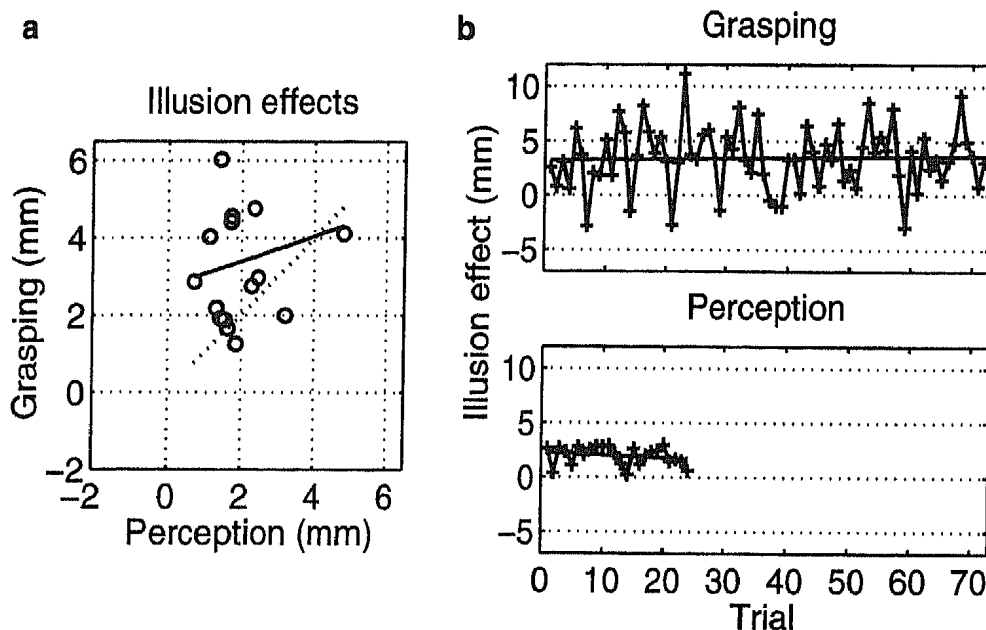 a
Illusion effects
6
4
2
0
−2
−2 0 2 4 6
Grasping (mm)
Perception (mm)
b
Grasping
10
5
0
−5
Illusion effect (mm)
Perception
10
5
0
−5
0 10 20 30 40 50 60 70
Trial